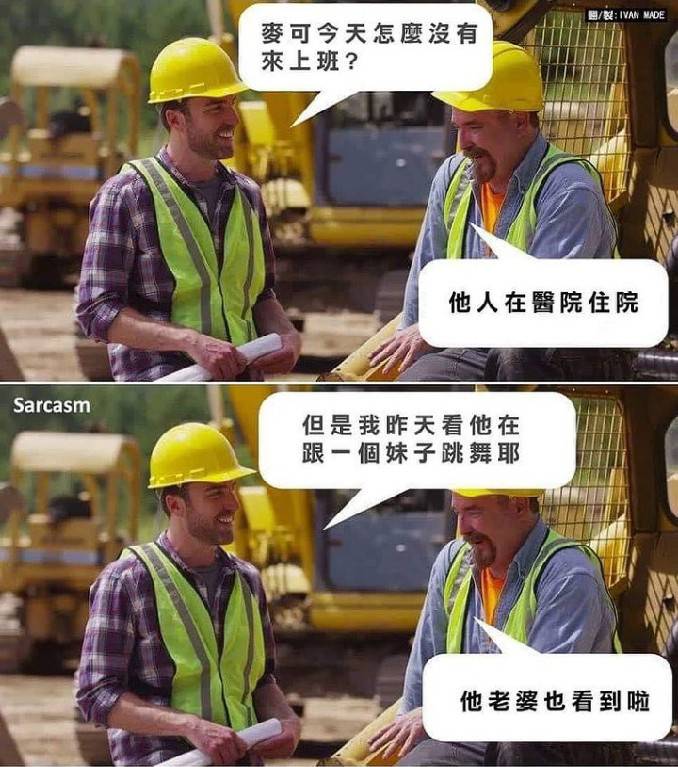 翻/製:IVAN MADE
麥可今天怎麼沒有
來上班?
他人在醫院住院
Sarcasm
但是我昨天看他在
跟一個妹子跳舞耶
他老婆也看到啦